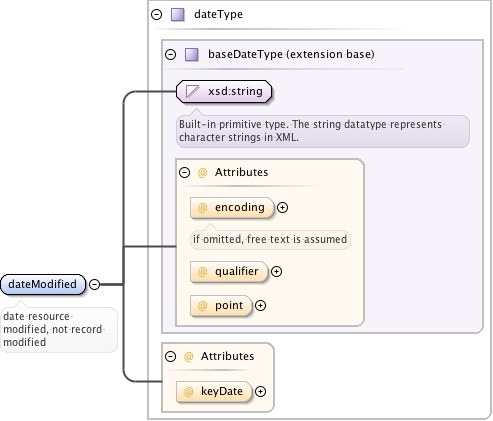 dateType
baseDateType (extension base)
xsd:string
Built-in primitive type. The string datatype represents
character strings in XML.
@ Attributes
@ encoding
if omitted, free text is assumed
@ qualifier
@ point
dateModified
date resource
modified, not record
modified
@ Attributes
@ keyDate